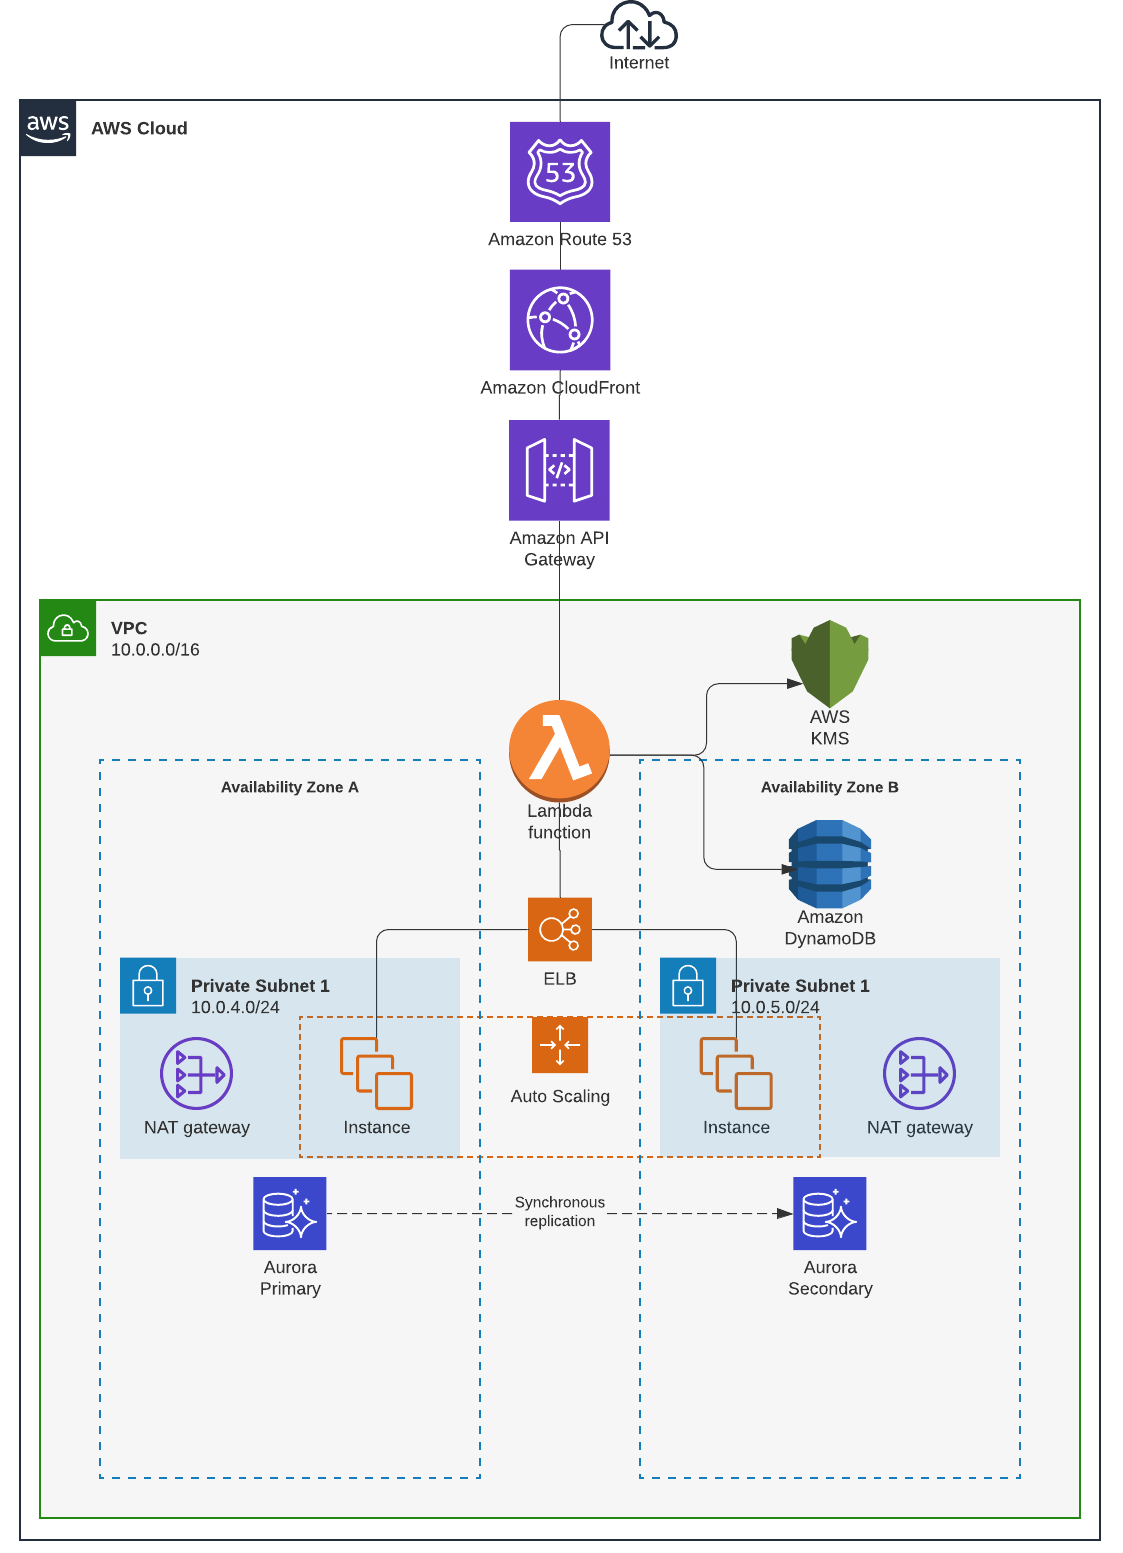 Internet
aws
AWS Cloud
53
Amazon Route 53
Amazon CloudFront
</>
Amazon API
Gateway
VPC
10.0.0.0/16
AWS
KMS
Availability Zone A
Availability Zone B
Lambda
function
Amazon
DynamoDB
ELB
Private Subnet 1
10.0.4.0/24
Private Subnet 1
10.0.5.0/24
Auto Scaling
NAT gateway
Instance
Instance
NAT gateway
Synchronous
replication
Aurora
Primary
Aurora
Secondary